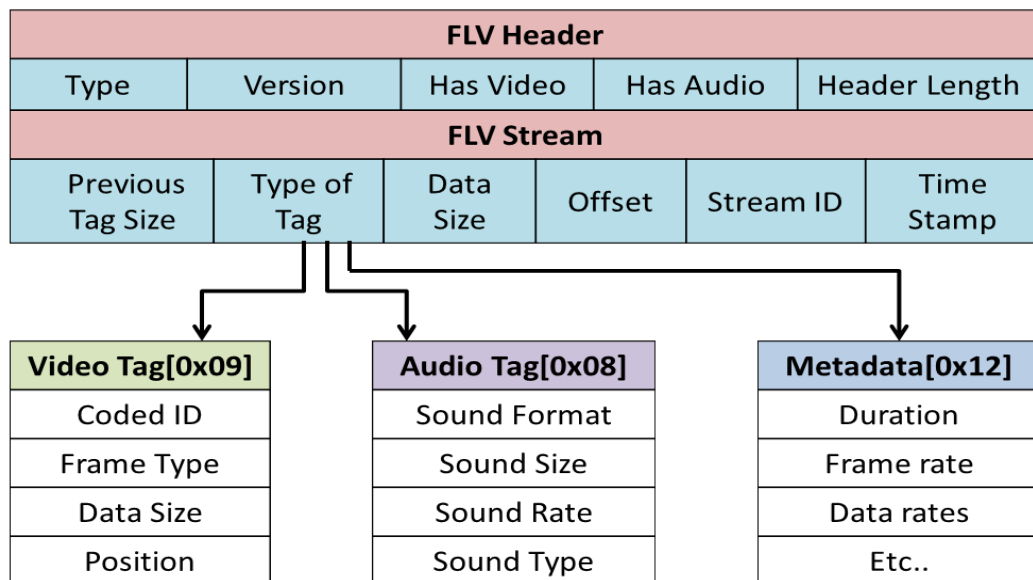 FLV Header
Type Version Has Video Has Audio Header Length
FLV Stream
Previous Tag Size Type of Tag Data Size Offset Stream ID Time Stamp
Video Tag[0x09] Audio Tag[0x08] Metadata[0x12]
Coded ID Sound Format Duration
Frame Type Sound Size Frame rate
Data Size Sound Rate Data rates
Position Sound Type Etc..